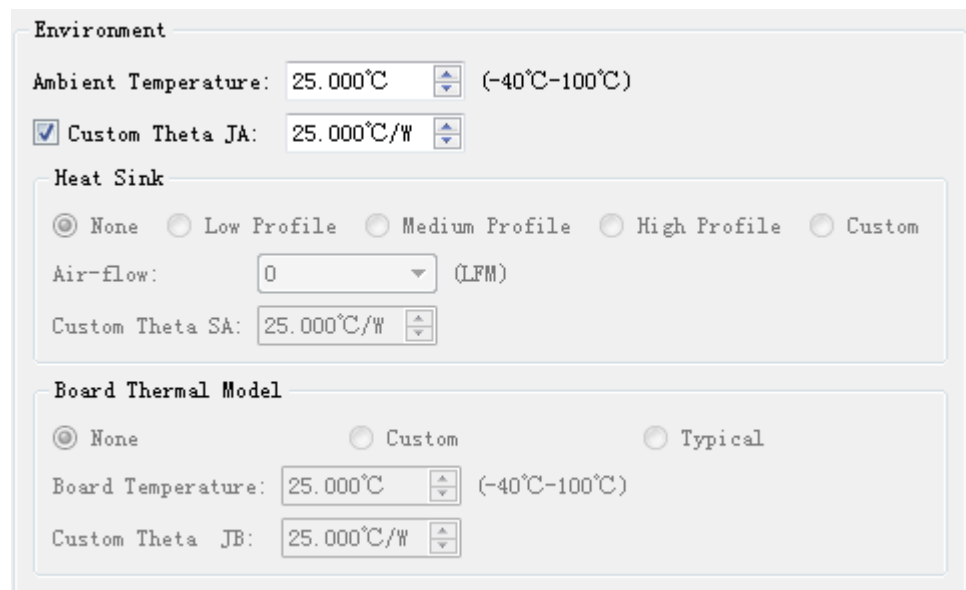 Environment
Ambient Temperature: 25.000℃ (-40℃-100℃)
Custom Theta JA: 25.000℃/W
Heat Sink
None Low Profile Medium Profile High Profile Custom
Air-flow: 0 (LFM)
Custom Theta SA: 25.000℃/W
Board Thermal Model
None Custom Typical
Board Temperature: 25.000℃ (-40℃-100℃)
Custom Theta JB: 25.000℃/W